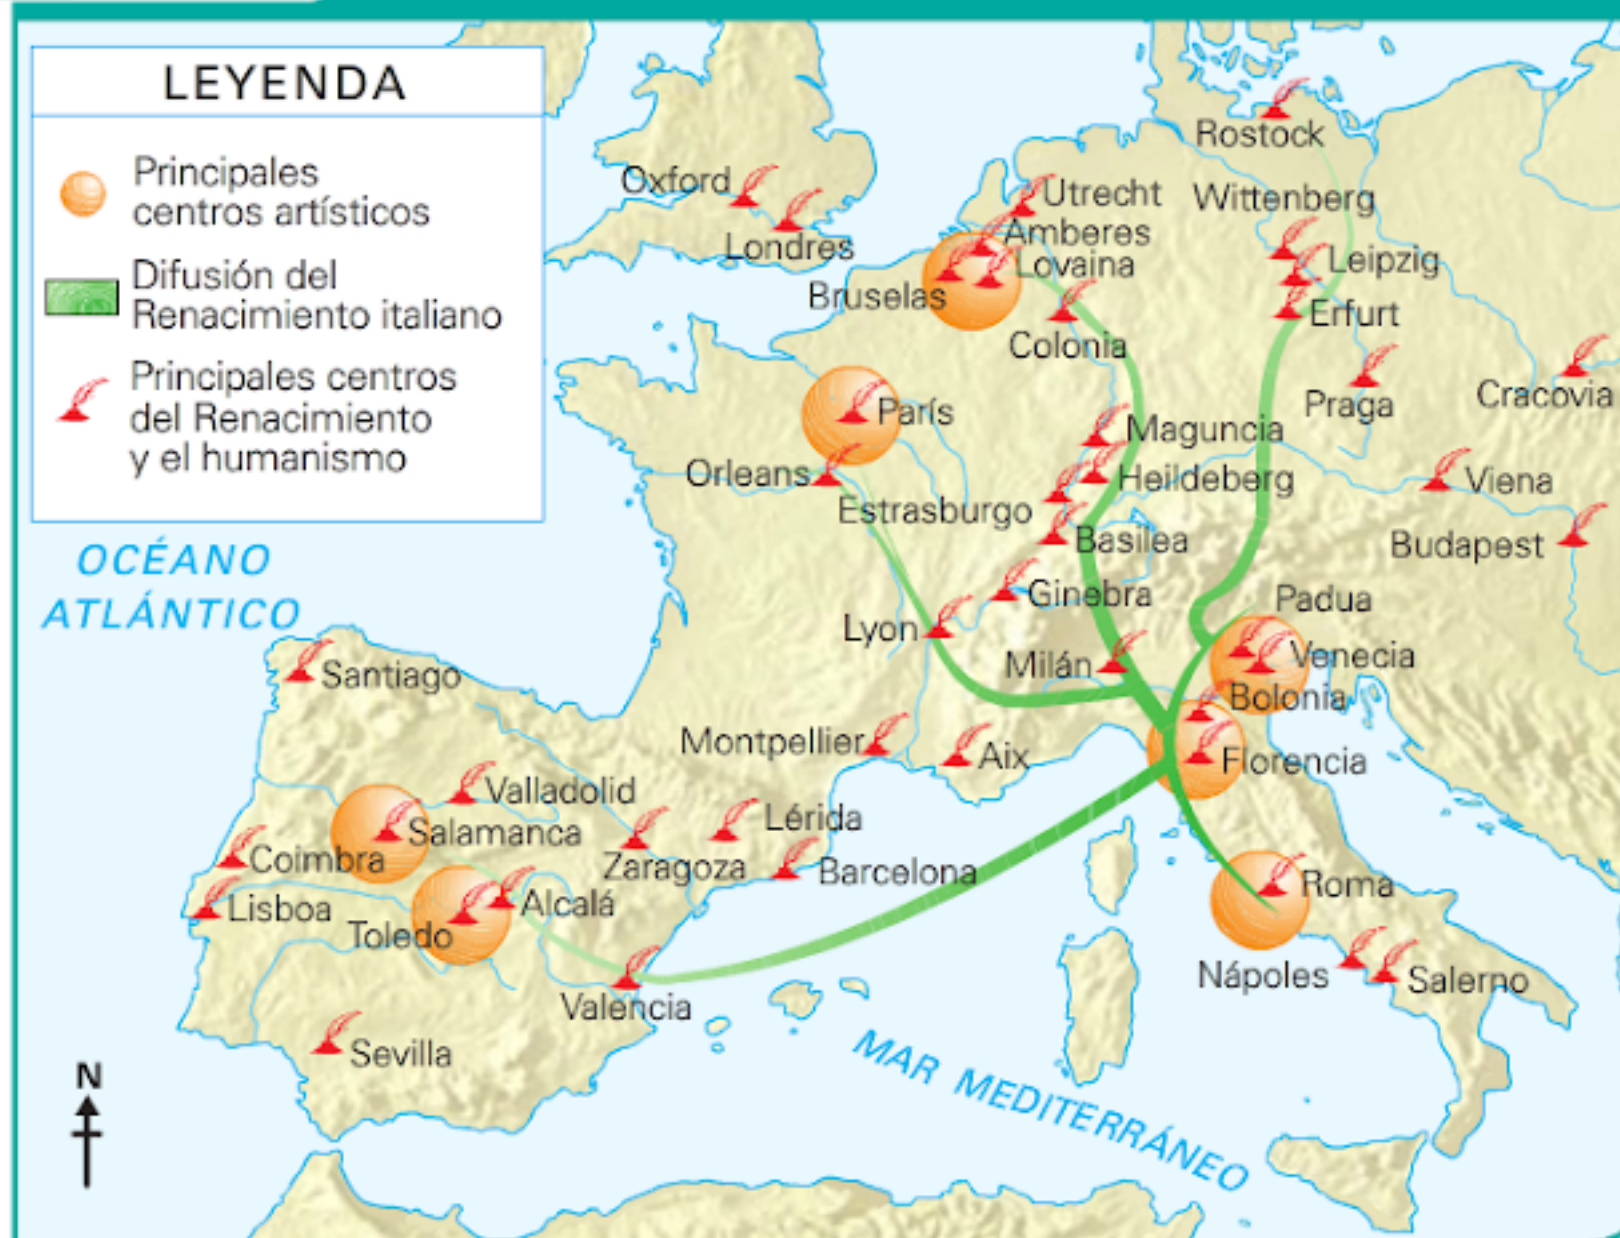 LEYENDA
Principales
centros artísticos
Difusión del
Renacimiento italiano
Principales centros
del Renacimiento
y el humanismo
OCÉANO
ATLÁNTICO
Rostock
Oxford
Utrecht
Wittenberg
Londres
Amberes
Lovaina
Leipzig
Bruselas
Erfurt
Colonia
Praga
Cracovia
París
Maguncia
Orleans
Heildeberg
Viena
Estrasburgo
Basilea
Budapest
Ginebra
Padua
Lyon
Milán
Venecia
Santiago
Bolonia
Montpellier
Aix
Florencia
Valladolid
Salamanca
Lérida
Coimbra
Zaragoza
Barcelona
Roma
Lisboa
Alcalá
Toledo
Nápoles
Salerno
Valencia
Sevilla
MAR MEDITERRÁNEO
N